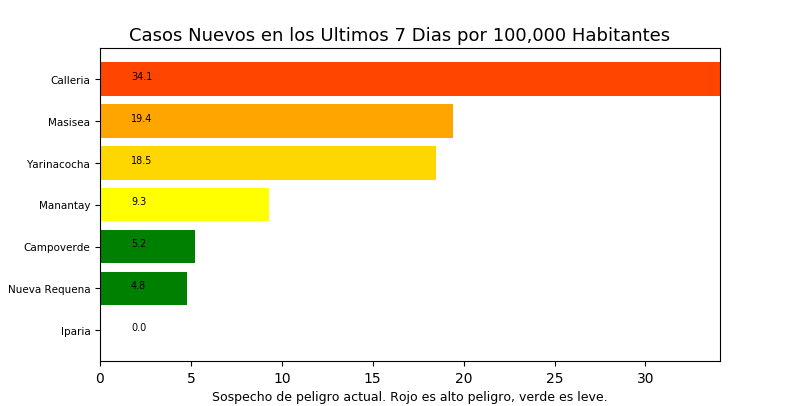 Casos Nuevos en los Ultimos 7 Dias por 100,000 Habitantes
Calleria 34.1
Masisea 19.4
Yarinacocha 18.5
Manantay 9.3
Campoverde 5.2
Nueva Requena 4.8
Iparia 0.0
0 5 10 15 20 25 30
Sospecho de peligro actual. Rojo es alto peligro, verde es leve.